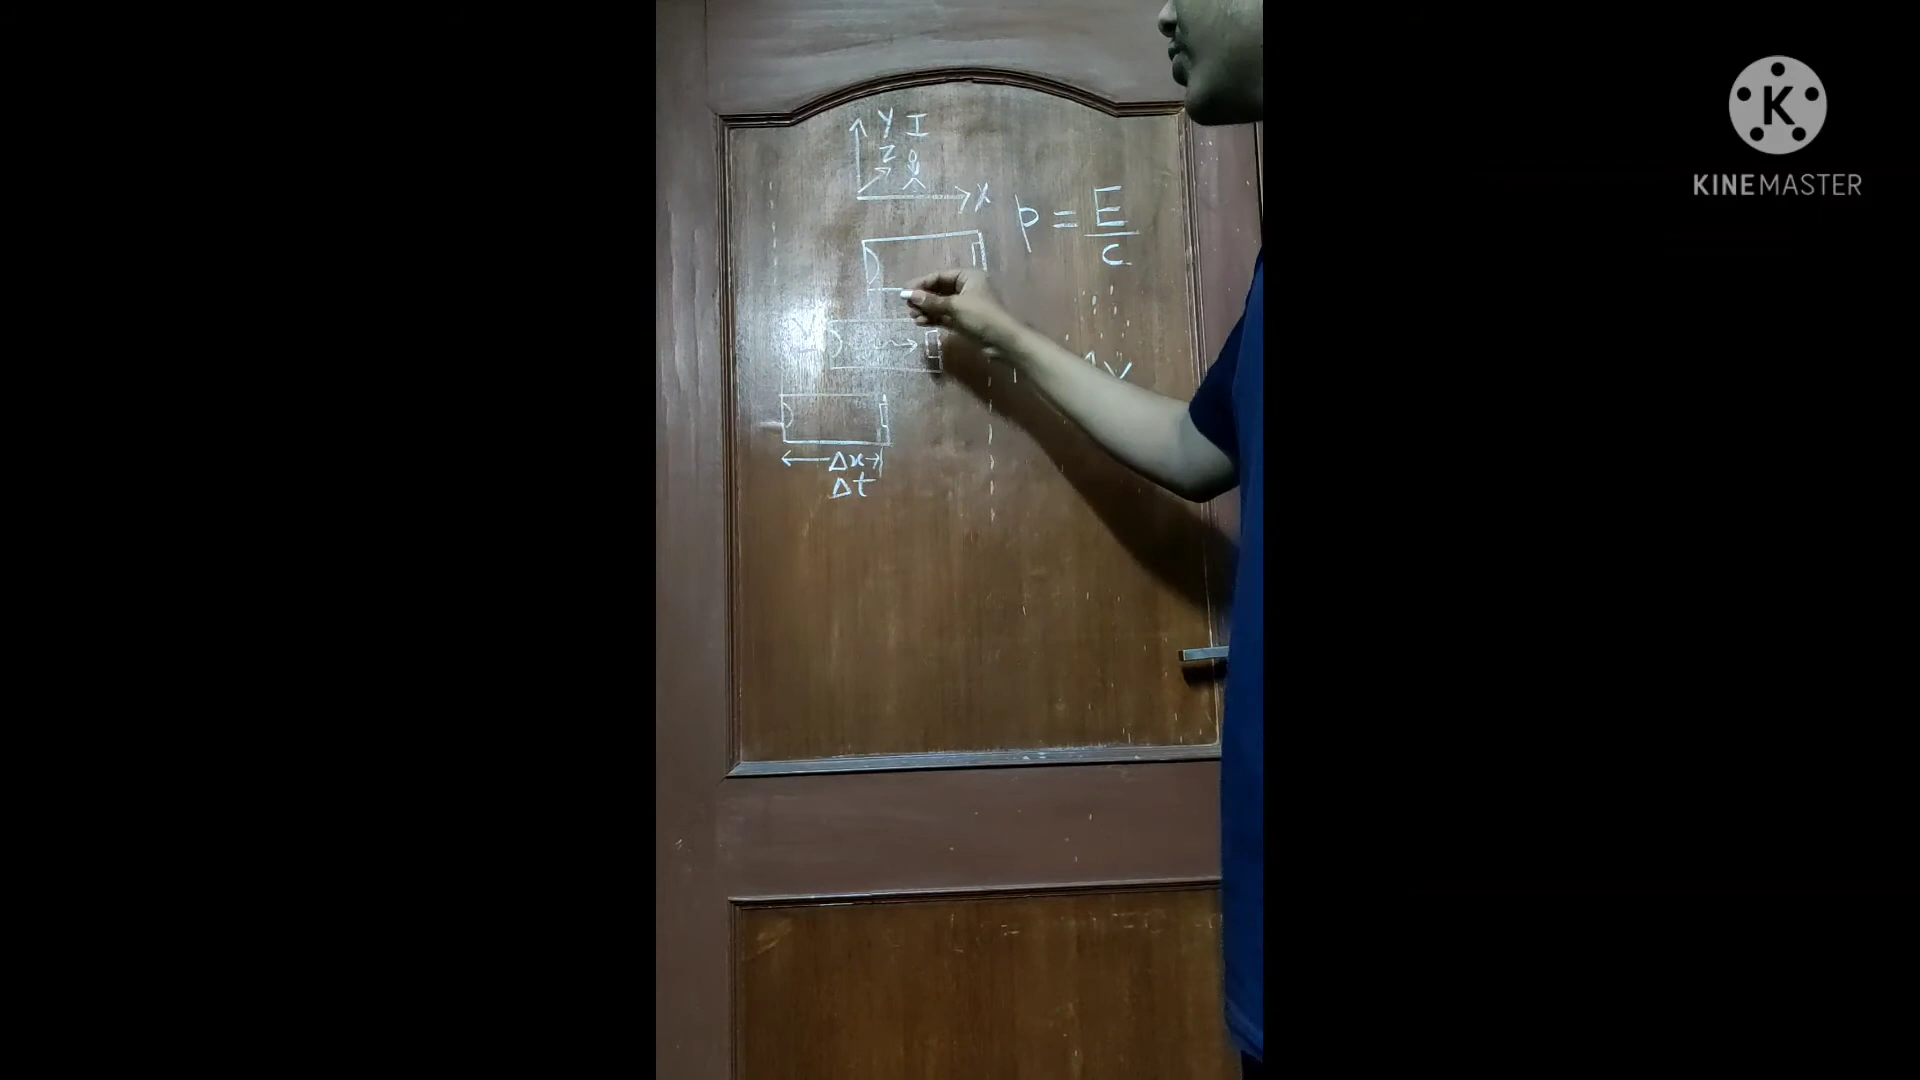 Y I
Z
X
p = E/c
V
V
Δx
Δt
K
KINEMASTER